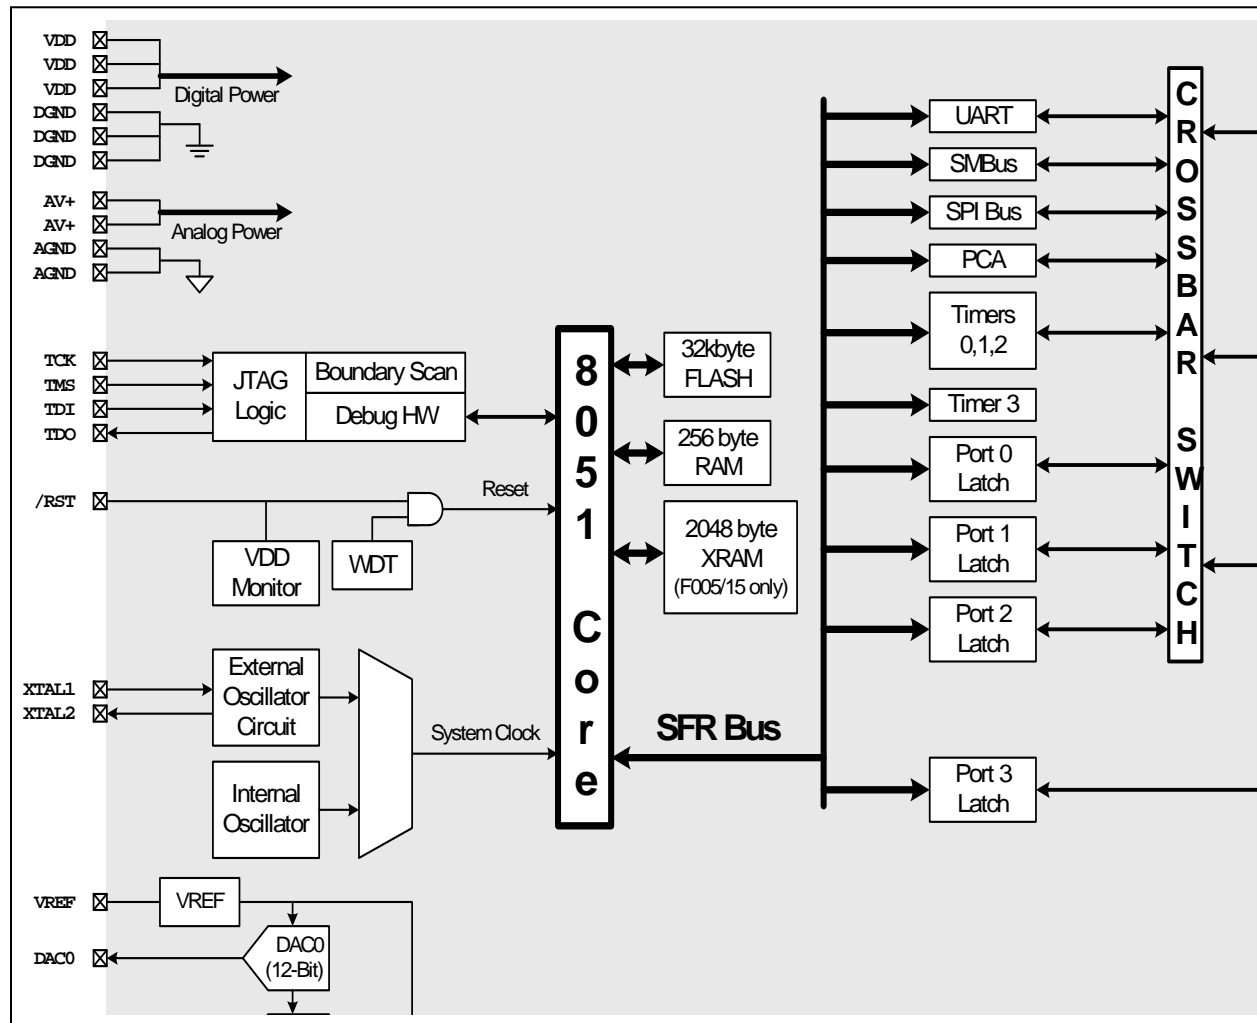 VDD
VDD
VDD
Digital Power
DGND
DGND
DGND
AV+
AV+
Analog Power
AGND
AGND
TCK
TMS
TDI
TDO
JTAG
Logic
Boundary Scan
Debug HW
/RST
Reset
VDD
Monitor
WDT
XTAL1
XTAL2
External
Oscillator
Circuit
Internal
Oscillator
System Clock
VREF
VREF
DAC0
DAC0
(12-Bit)
8051 Core
32kbyte
FLASH
256 byte
RAM
2048 byte
XRAM
(F005/15 only)
SFR Bus
UART
SMBus
SPI Bus
PCA
Timers
0,1,2
Timer 3
Port 0
Latch
Port 1
Latch
Port 2
Latch
Port 3
Latch
CROSSBAR SWITCH